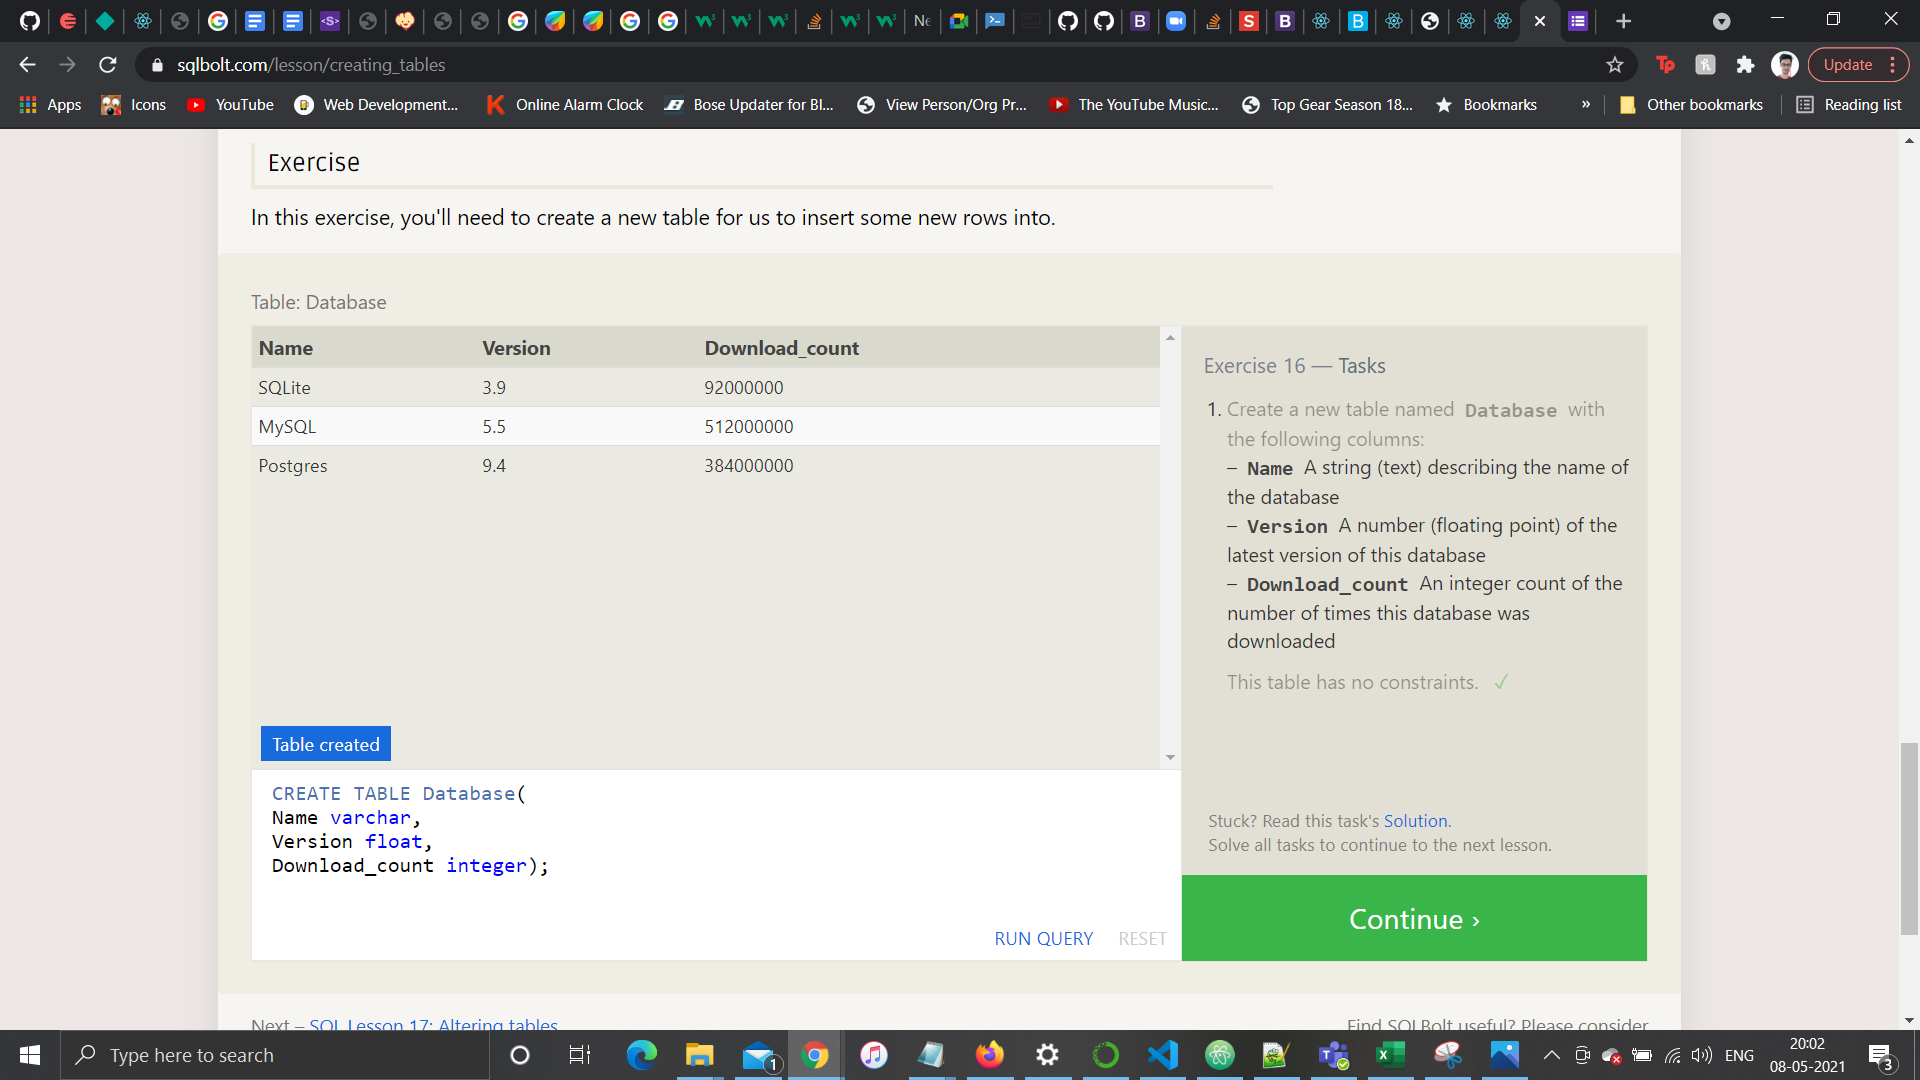 Ne
sqlbolt.com/lesson/creating_tables
Update
Apps
Icons
YouTube
Web Development...
Online Alarm Clock
Bose Updater for Bl...
View Person/Org Pr...
The YouTube Music...
Top Gear Season 18...
Bookmarks
»
Other bookmarks
Reading list
Exercise
In this exercise, you'll need to create a new table for us to insert some new rows into.
Table: Database
Name Version Download_count
SQLite 3.9 92000000
MySQL 5.5 512000000
Postgres 9.4 384000000
Table created
CREATE TABLE Database(
Name varchar,
Version float,
Download_count integer);
RUN QUERY RESET
Exercise 16 — Tasks
1. Create a new table named Database with
the following columns:
– Name A string (text) describing the name of
the database
– Version A number (floating point) of the
latest version of this database
– Download_count An integer count of the
number of times this database was
downloaded
This table has no constraints. ✓
Stuck? Read this task's Solution.
Solve all tasks to continue to the next lesson.
Continue ›
Next – SQL Lesson 17: Altering tables
Find SQLBolt useful? Please consider
Type here to search
1
ENG
20:02
08-05-2021
3